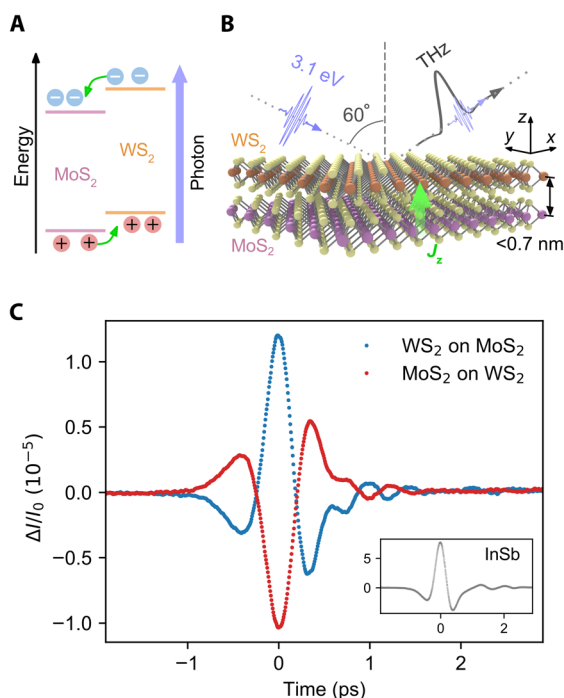 A
Energy
MoS2
WS2
Photon
− − − −
+ + + +
B
3.1 eV
60°
THz
z
y x
WS2
MoS2
Jz
<0.7 nm
C
ΔI/I0 (10−5)
1.0
0.5
0.0
−0.5
−1.0
WS2 on MoS2
MoS2 on WS2
InSb
5
0
0 2
−1 0 1 2
Time (ps)